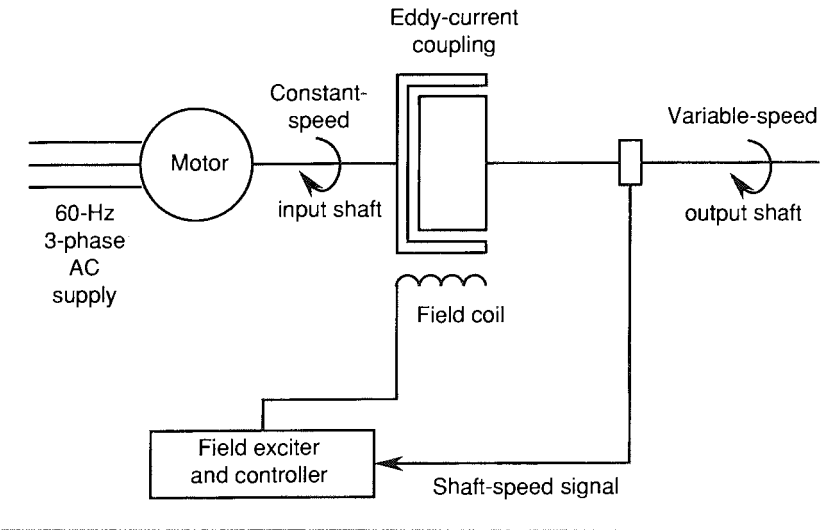 Eddy-current
coupling
Constant-
speed
Variable-speed
Motor
input shaft
output shaft
60-Hz
3-phase
AC
supply
Field coil
Field exciter
and controller
Shaft-speed signal